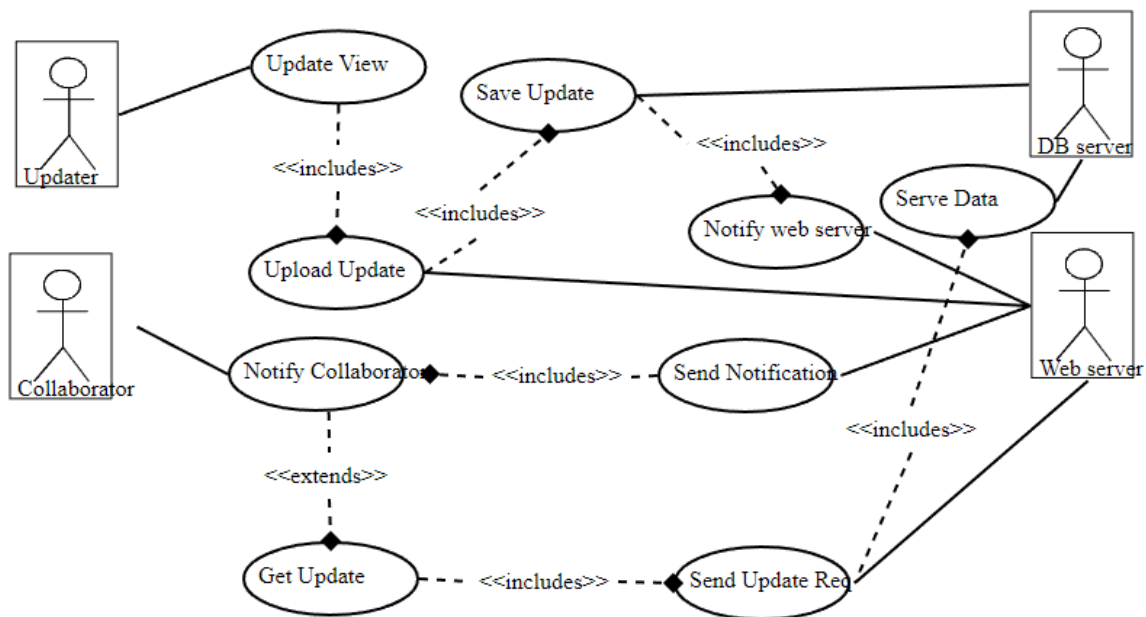 Update View
Save Update
DB server
<<includes>>
<<includes>>
Updater
Serve Data
<<includes>>
Notify web server
Upload Update
Notify Collaborator
<<includes>>
Send Notification
Web server
Collaborator
<<includes>>
<<extends>>
Get Update
<<includes>>
Send Update Req